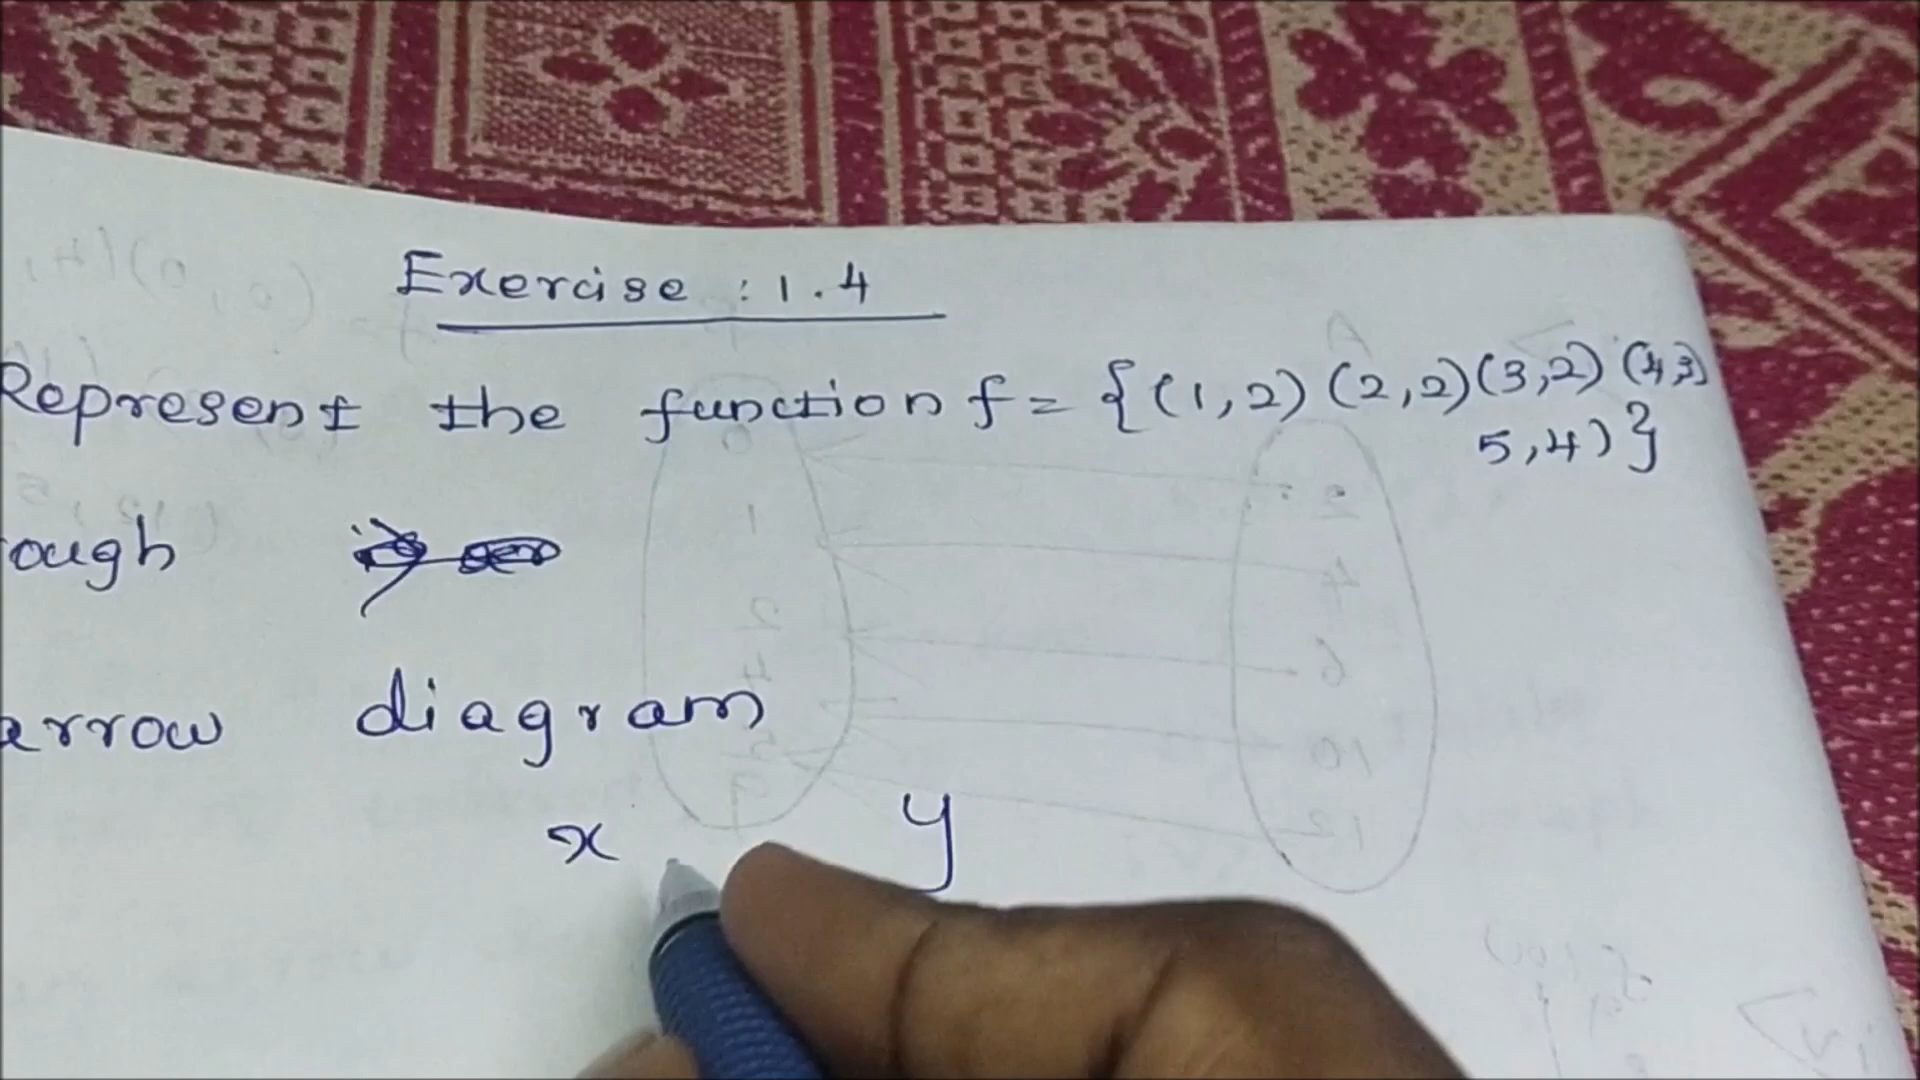 Exercise : 1.4
Represent the function f = {(1,2) (2,2)(3,2) (4,3)
5,4)}
ough
arrow diagram
x y